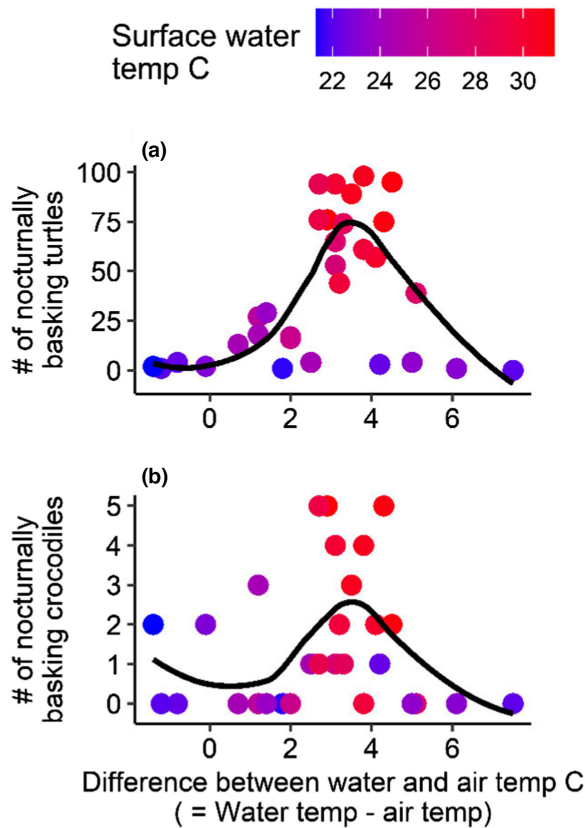 Surface water
temp C
22 24 26 28 30
(a)
# of nocturnally
basking turtles
100
75
50
25
0
0 2 4 6
(b)
# of nocturnally
basking crocodiles
5
4
3
2
1
0
0 2 4 6
Difference between water and air temp C
( = Water temp - air temp)